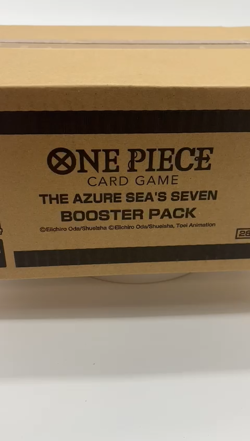 ONE PIECE
CARD GAME
THE AZURE SEA'S SEVEN
BOOSTER PACK
©Eiichiro Oda/Shueisha ©Eiichiro Oda/Shueisha, Toei Animation